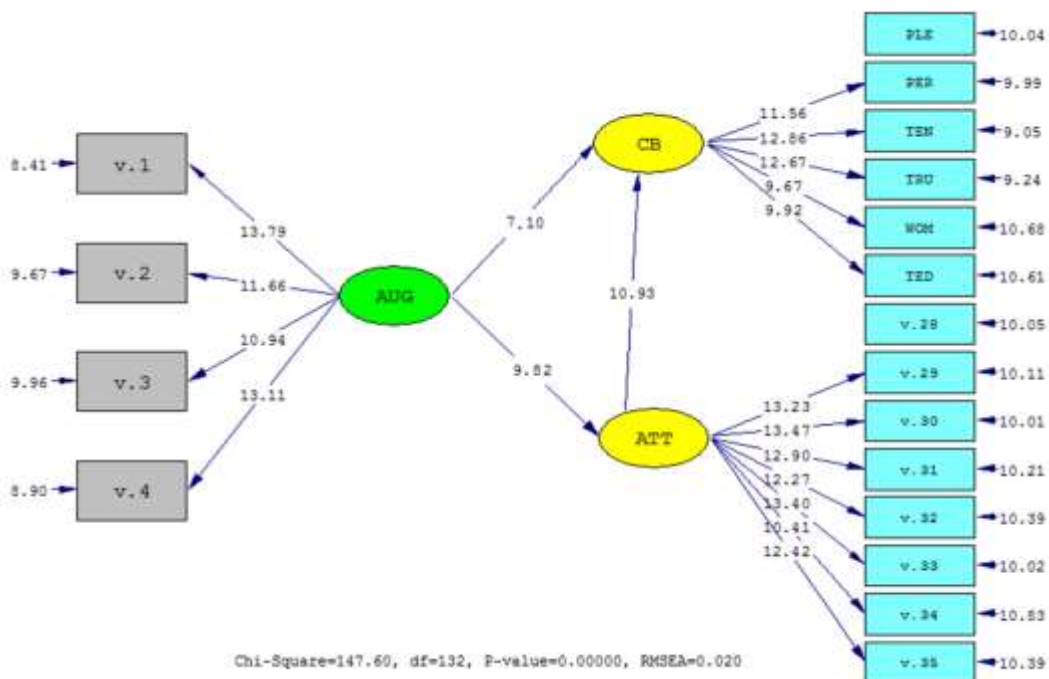 PLE
10.04
PER
9.99
11.56
CB
12.86
TEN
9.05
8.41
v.1
12.67
TRU
9.24
9.67
9.92
WOM
10.68
13.79
7.10
9.67
v.2
11.66
TED
10.61
AUG
10.93
10.94
v.28
10.05
9.82
v.29
10.11
9.96
v.3
13.11
13.23
13.47
v.30
10.01
ATT
12.90
12.27
v.31
10.21
13.40
10.41
12.42
8.90
v.4
v.32
10.39
v.33
10.02
v.34
10.83
Chi-Square=147.60, df=132, P-value=0.00000, RMSEA=0.020
v.35
10.39